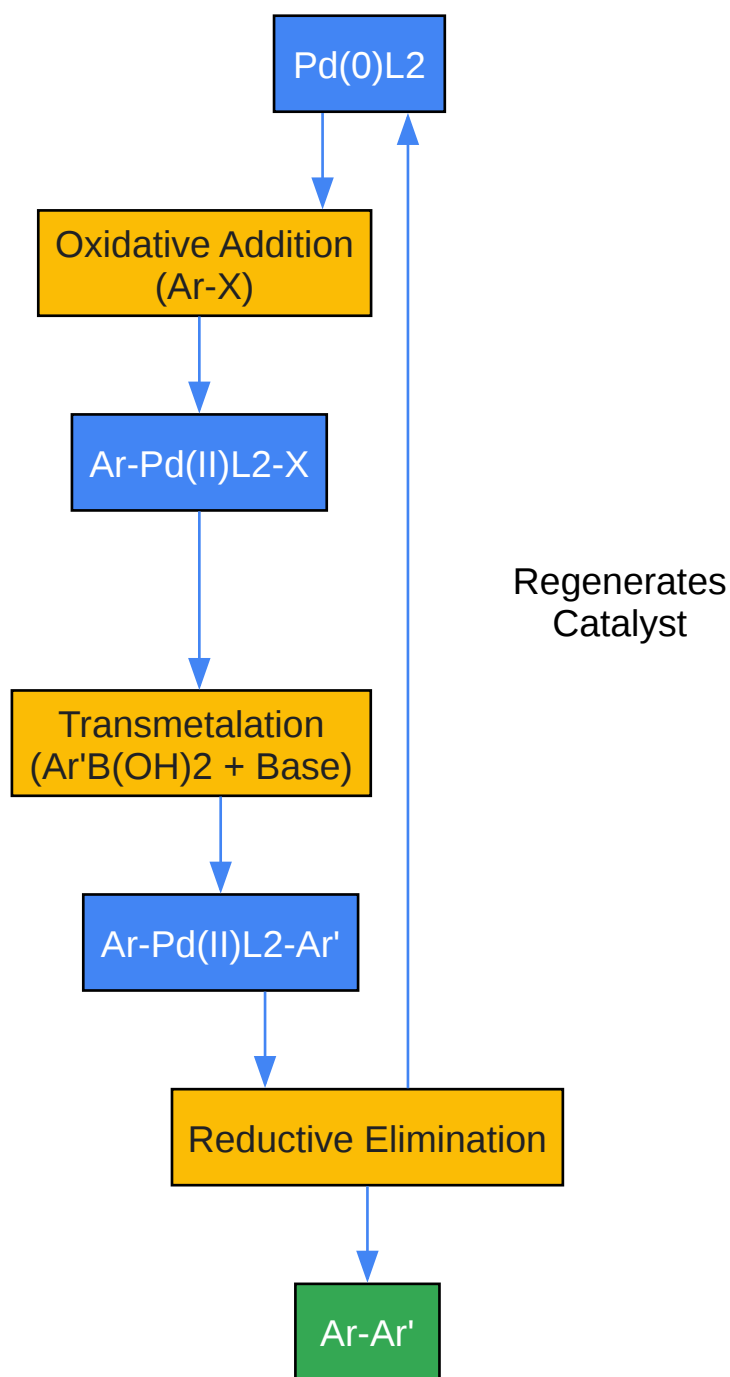 Pd(0)L2
Oxidative Addition
(Ar-X)
Ar-Pd(II)L2-X
Regenerates
Catalyst
Transmetalation
(Ar'B(OH)2 + Base)
Ar-Pd(II)L2-Ar'
Reductive Elimination
Ar-Ar'